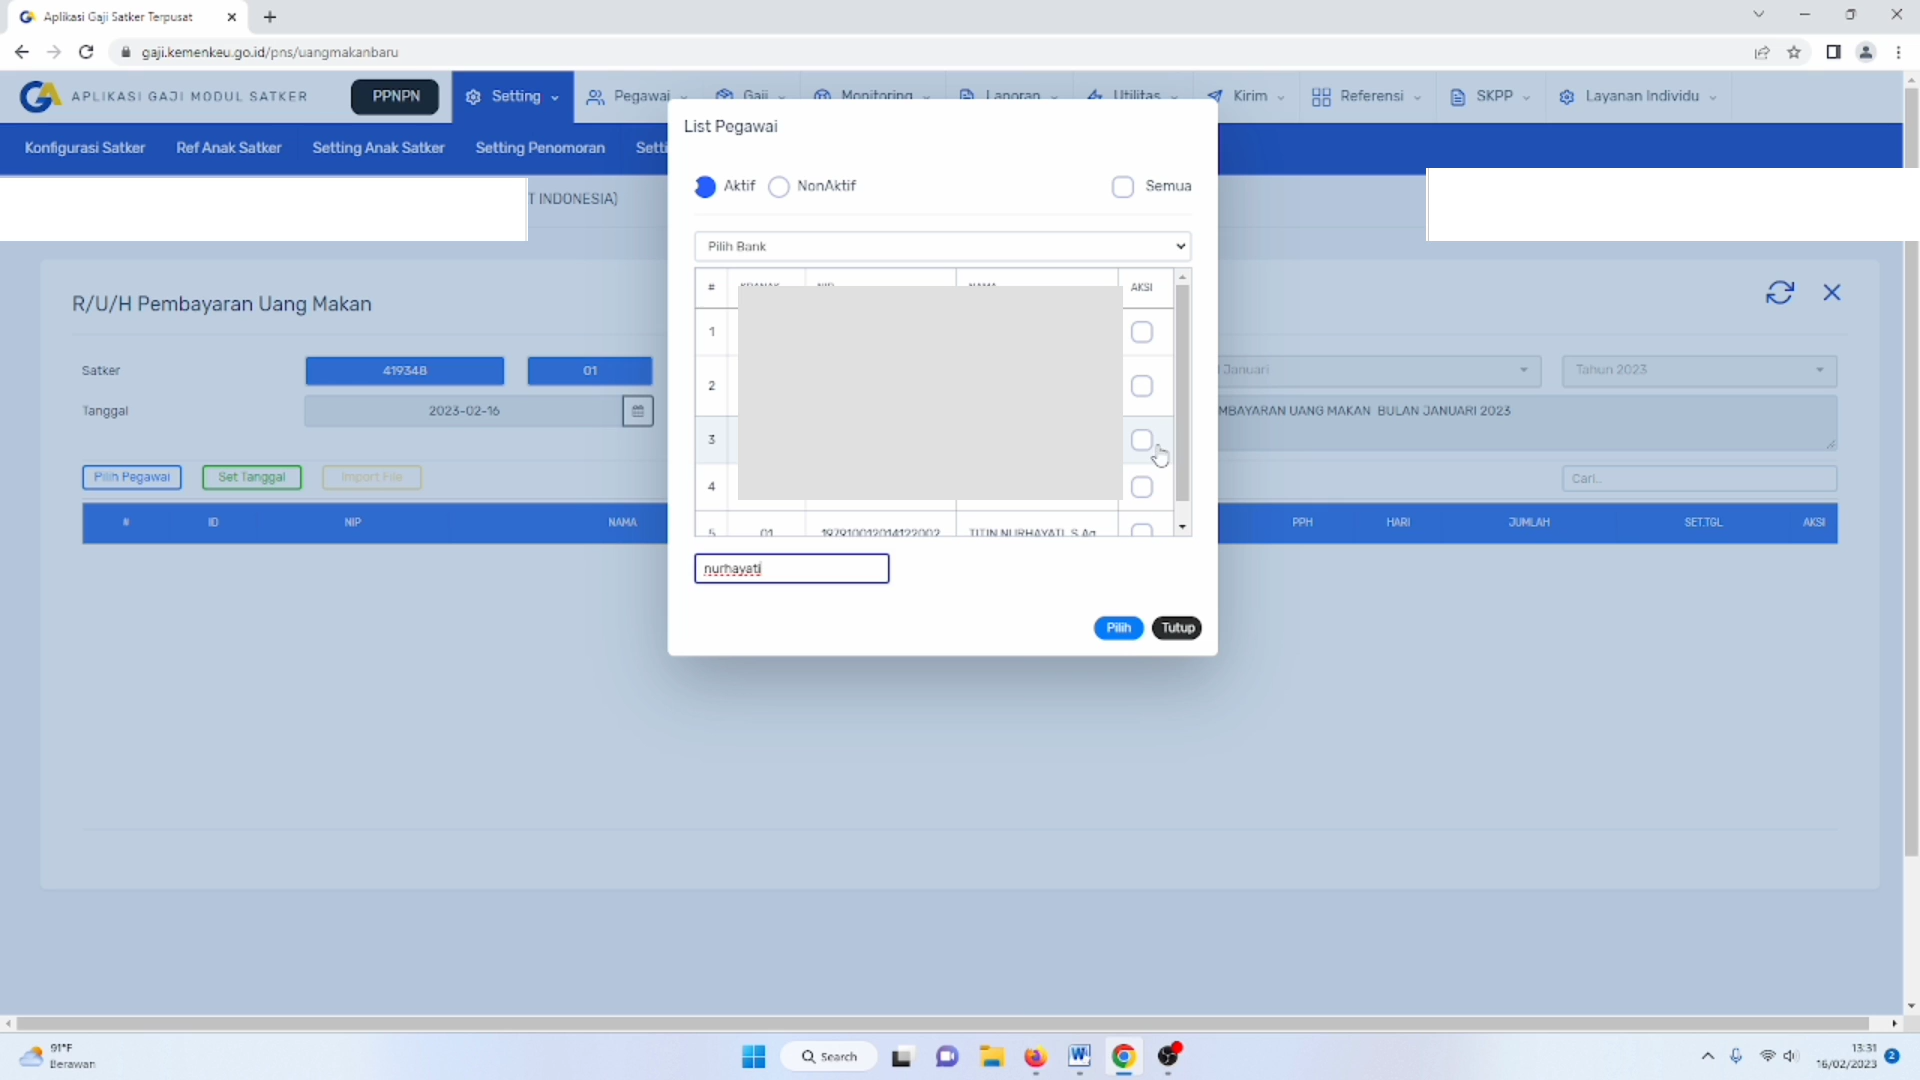 Aplikasi Gaji Satker Terpusat
gaji.kemenkeu.go.id/pns/uangmakanbaru
APLIKASI GAJI MODUL SATKER
PPNPN
Setting
Pegawai
Gaji
Monitoring
Laporan
Utilitas
Kirim
Referensi
SKPP
Layanan Individu
Konfigurasi Satker
Ref Anak Satker
Setting Anak Satker
Setting Penomoran
Setti
T INDONESIA)
List Pegawai
Aktif
NonAktif
Semua
Pilih Bank
# AKSI
1
2
3
4
5 01 197910012014122002 TITIN NURHAYATI, S.Ag
nurhayati
Pilih
Tutup
R/U/H Pembayaran Uang Makan
Satker 419348 01
Januari
Tahun 2023
Tanggal 2023-02-16
MBAYARAN UANG MAKAN BULAN JANUARI 2023
Pilih Pegawai
Set Tanggal
Import File
Cari..
# ID NIP NAMA PPH HARI JUMLAH SET.TGL AKSI
91°F
Berawan
Search
13:31
16/02/2023
2